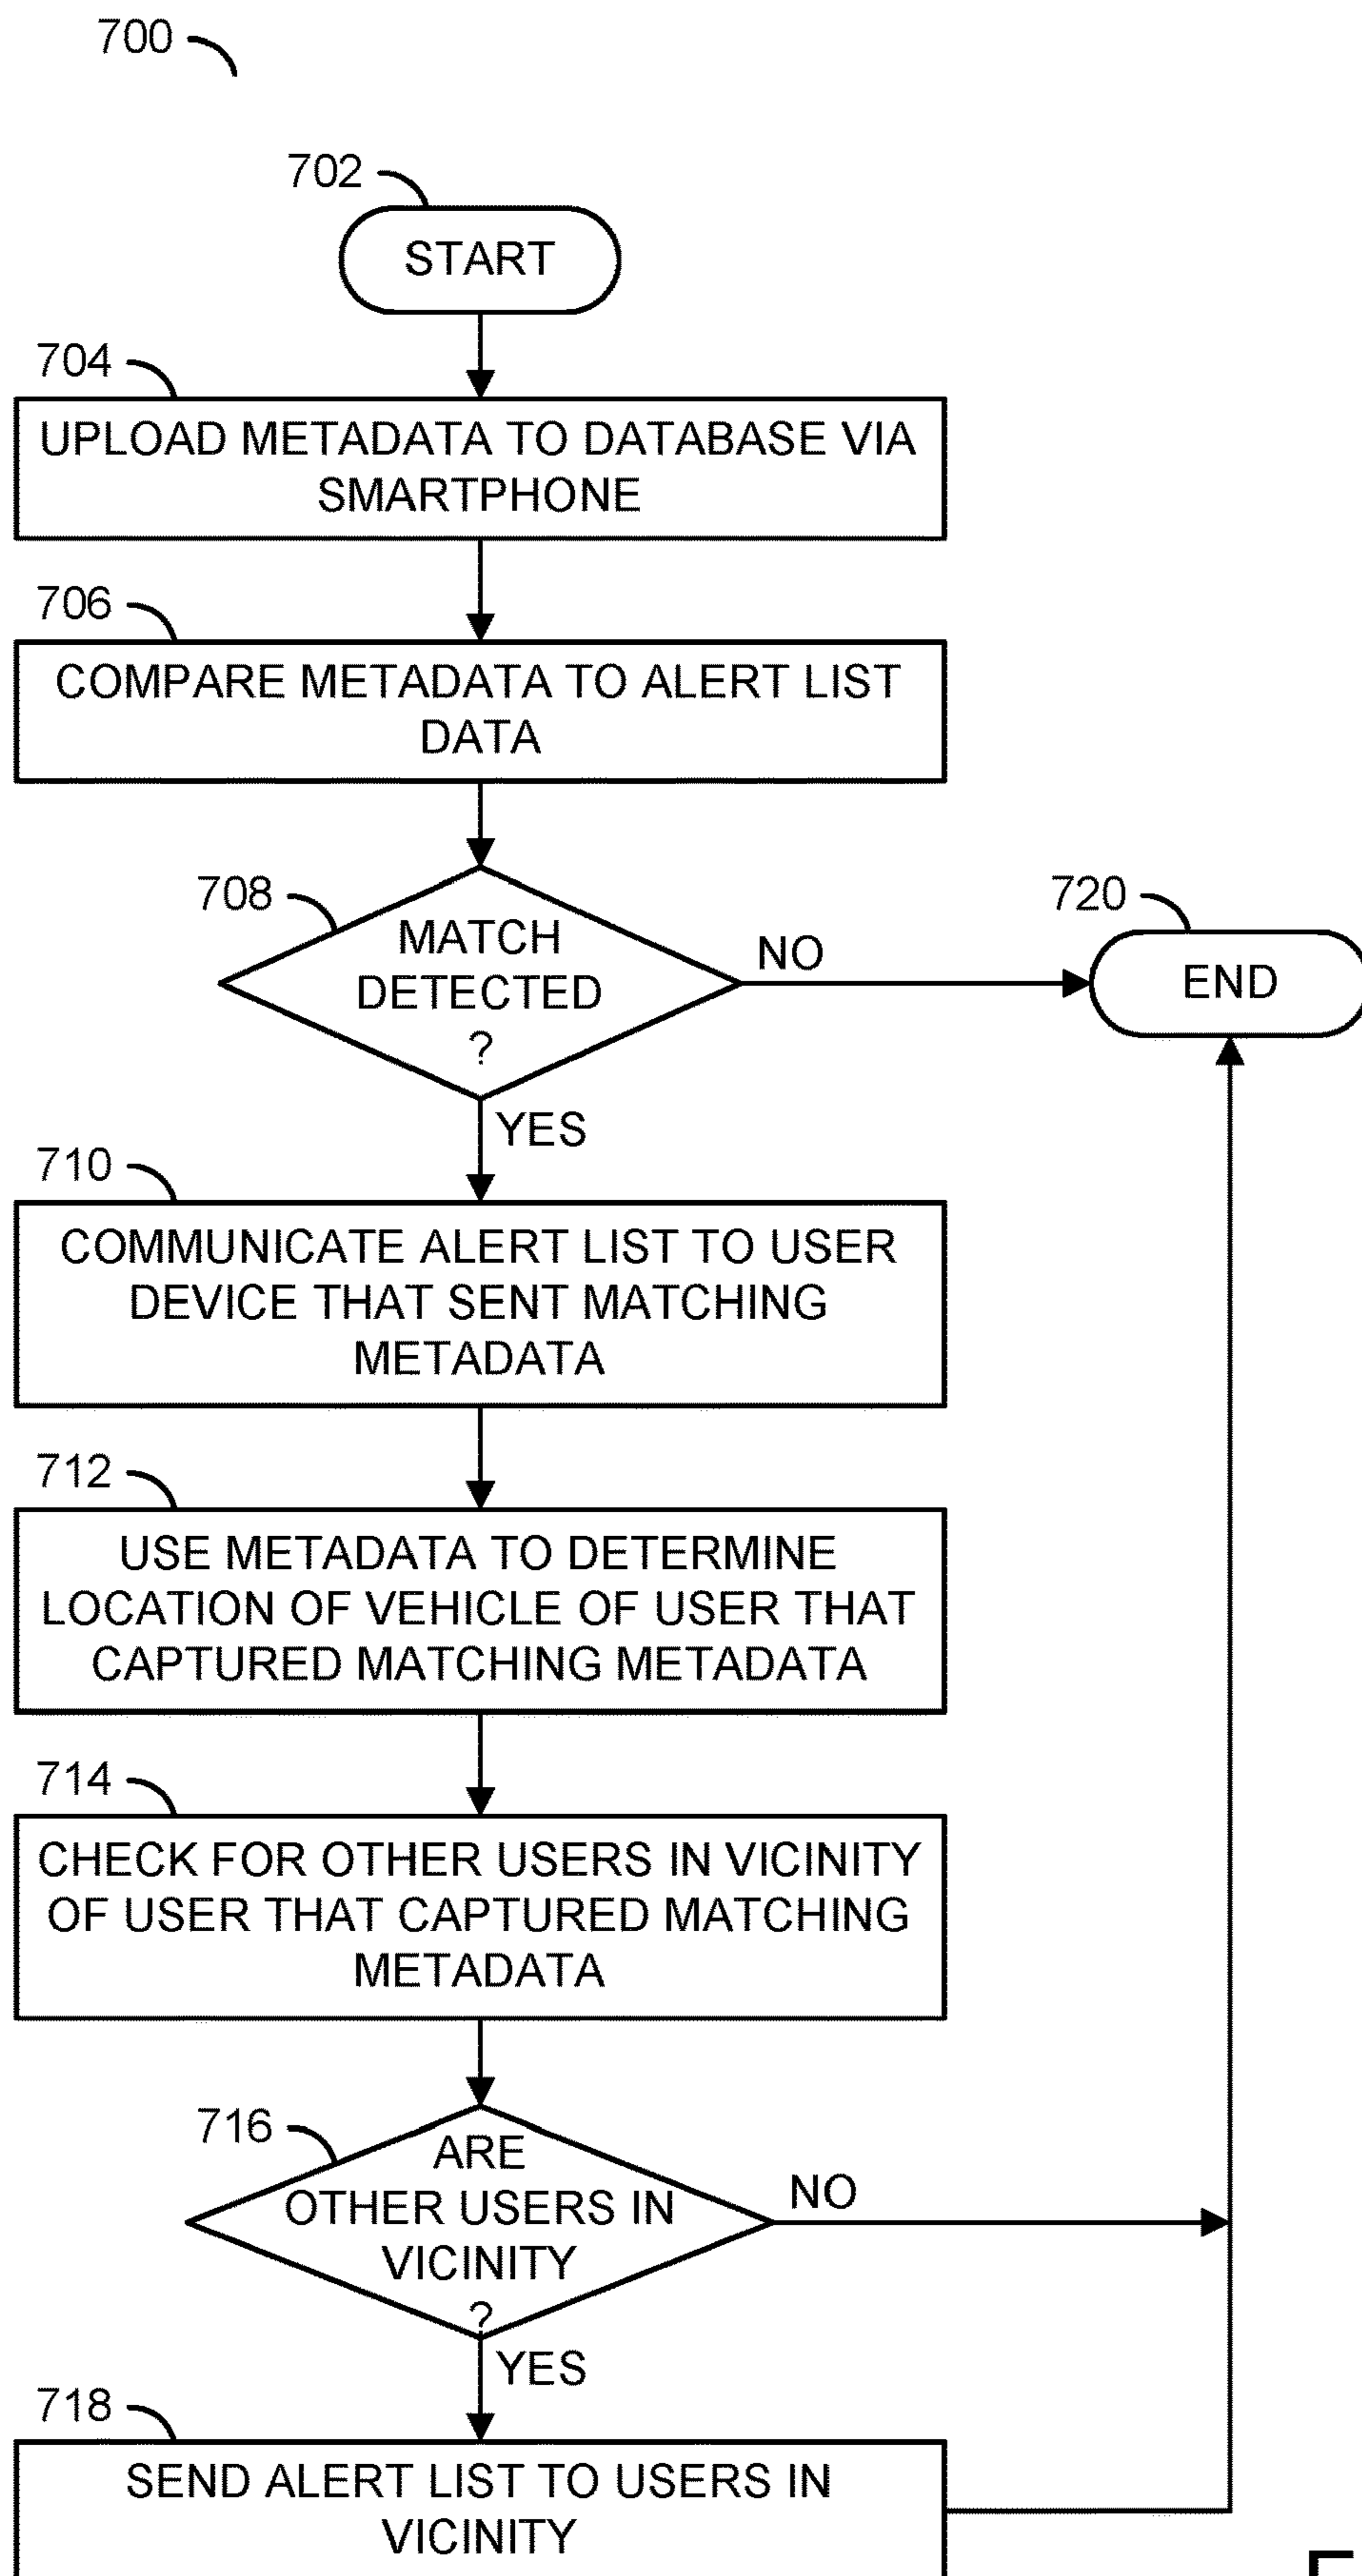 700
702
START
704
UPLOAD METADATA TO DATABASE VIA
SMARTPHONE
706
COMPARE METADATA TO ALERT LIST
DATA
708
MATCH
DETECTED
?
NO
720
END
YES
710
COMMUNICATE ALERT LIST TO USER
DEVICE THAT SENT MATCHING
METADATA
712
USE METADATA TO DETERMINE
LOCATION OF VEHICLE OF USER THAT
CAPTURED MATCHING METADATA
714
CHECK FOR OTHER USERS IN VICINITY
OF USER THAT CAPTURED MATCHING
METADATA
716
ARE
OTHER USERS IN
VICINITY
?
NO
YES
718
SEND ALERT LIST TO USERS IN
VICINITY